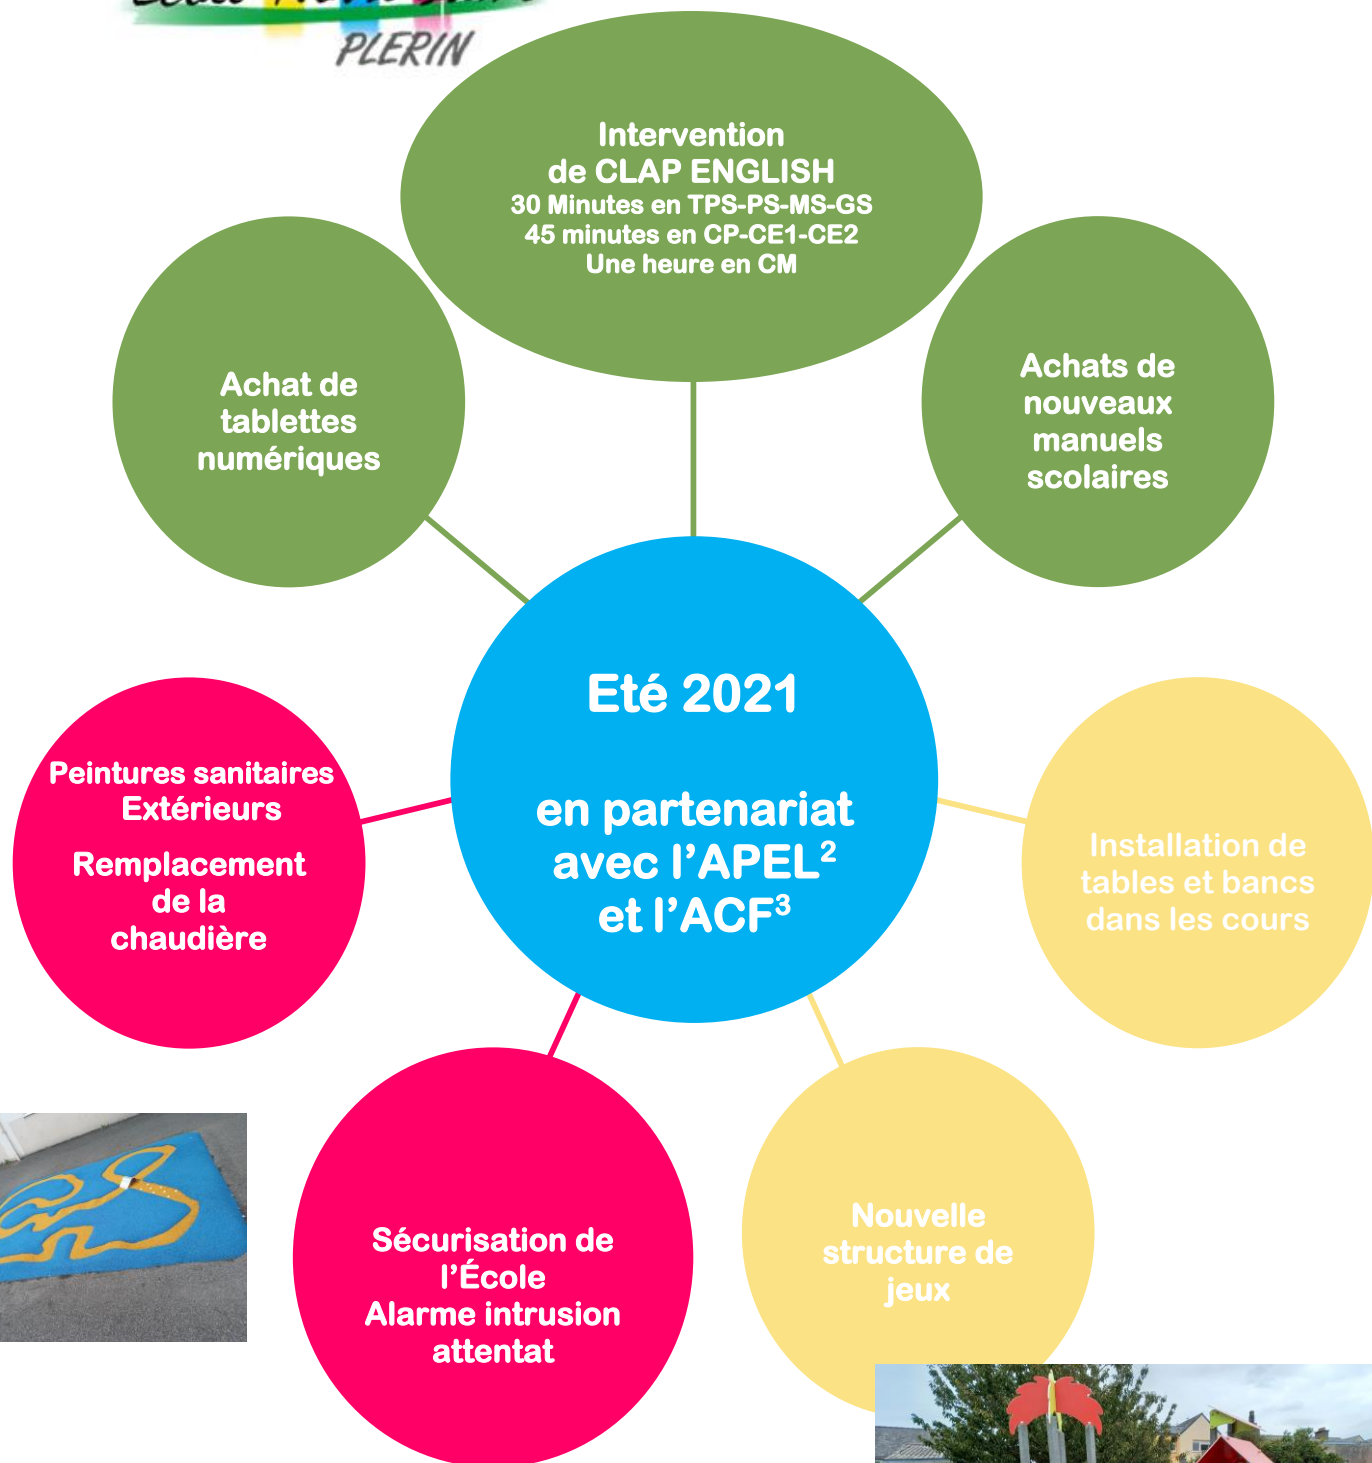 PLERIN
Intervention
de CLAP ENGLISH
30 Minutes en TPS-PS-MS-GS
45 minutes en CP-CE1-CE2
Une heure en CM
Achat de
tablettes
numériques
Achats de
nouveaux
manuels
scolaires
Eté 2021
en partenariat
avec l’APEL²
et l’ACF³
Peintures sanitaires
Extérieurs
Remplacement
de la
chaudière
Installation de
tables et bancs
dans les cours
Sécurisation de
l’École
Alarme intrusion
attentat
Nouvelle
structure de
jeux